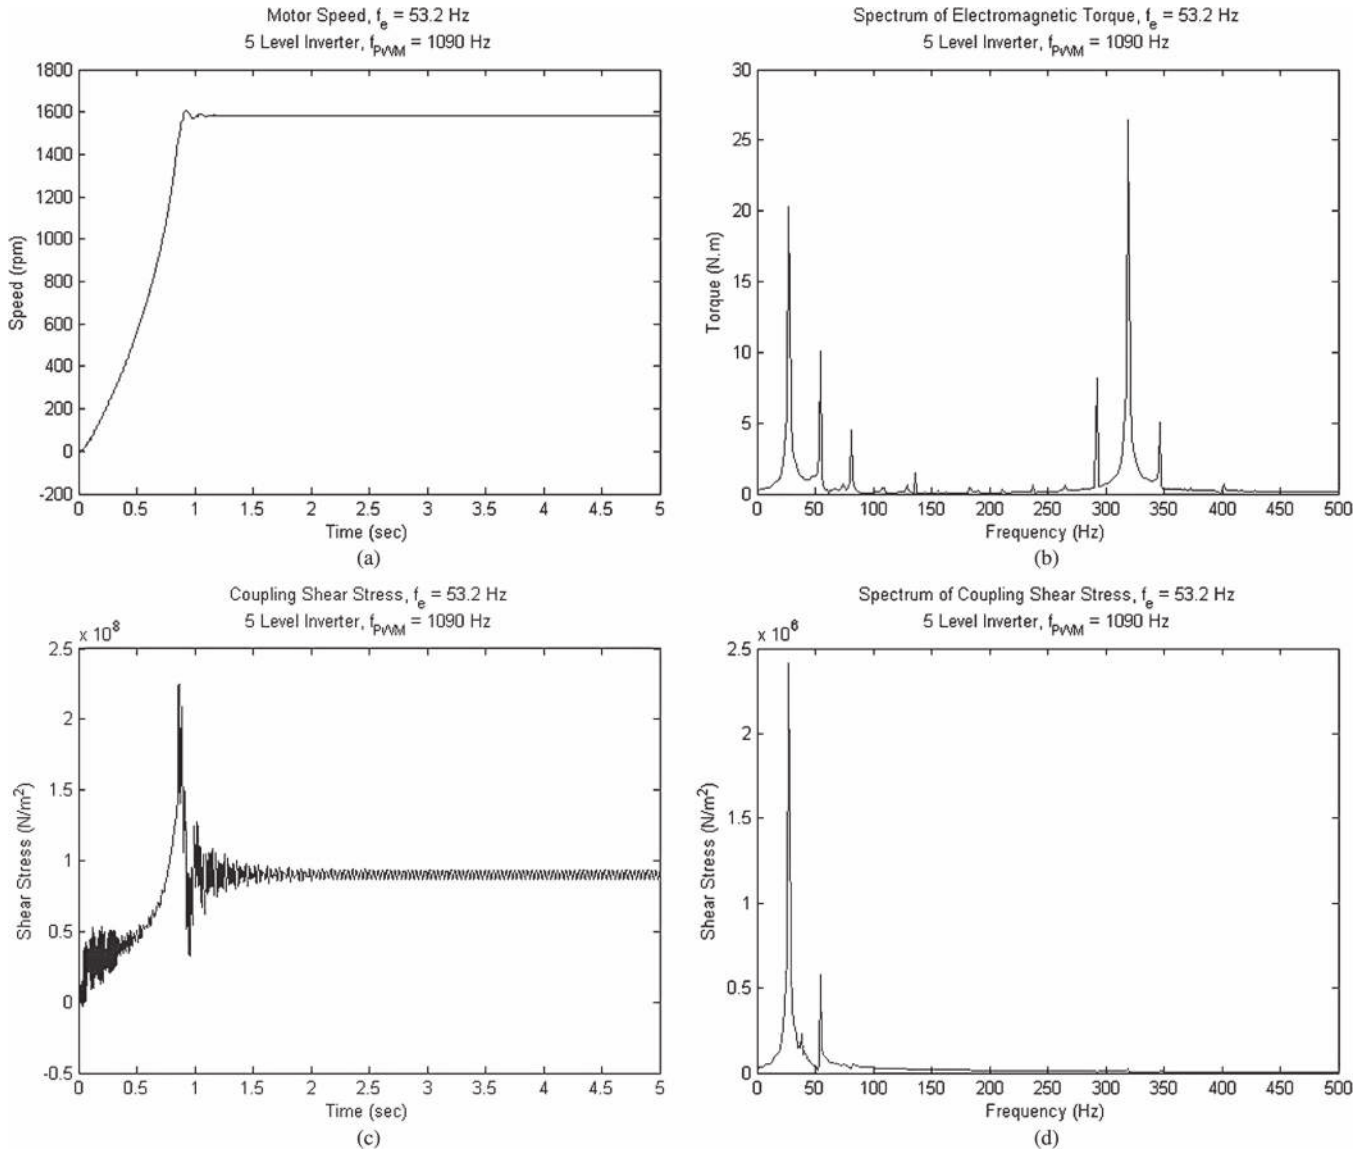 Motor Speed, fe = 53.2 Hz
5 Level Inverter, fPWM = 1090 Hz
1800
1600
1400
1200
1000
800
600
400
200
0
-200
Speed (rpm)
0 0.5 1 1.5 2 2.5 3 3.5 4 4.5 5
Time (sec)
(a)
Spectrum of Electromagnetic Torque, fe = 53.2 Hz
5 Level Inverter, fPWM = 1090 Hz
30
25
20
15
10
5
0
Torque (N.m)
0 50 100 150 200 250 300 350 400 450 500
Frequency (Hz)
(b)
Coupling Shear Stress, fe = 53.2 Hz
5 Level Inverter, fPWM = 1090 Hz
x 10^8
2.5
2
1.5
1
0.5
0
-0.5
Shear Stress (N/m²)
0 0.5 1 1.5 2 2.5 3 3.5 4 4.5 5
Time (sec)
(c)
Spectrum of Coupling Shear Stress, fe = 53.2 Hz
5 Level Inverter, fPWM = 1090 Hz
x 10^6
2.5
2
1.5
1
0.5
0
Shear Stress (N/m²)
0 50 100 150 200 250 300 350 400 450 500
Frequency (Hz)
(d)